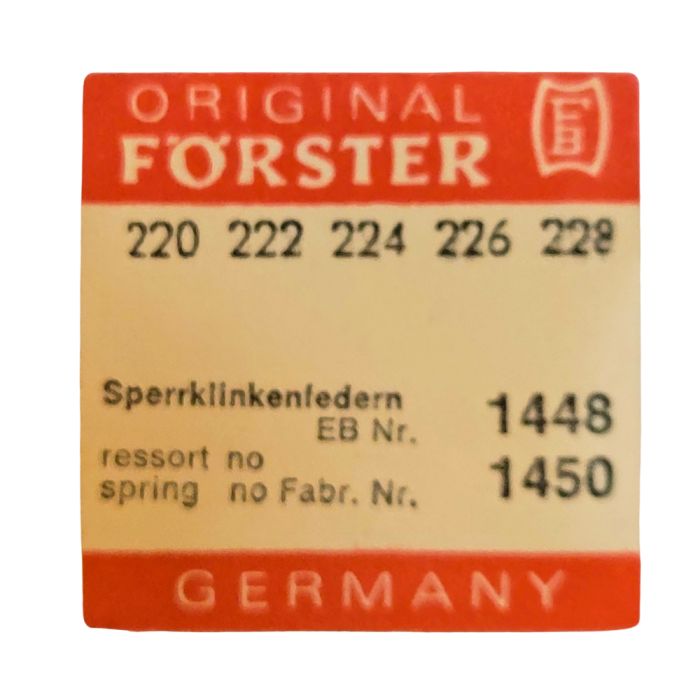 ORIGINAL
FÖRSTER
EB
220 222 224 226 228
Sperrklinkenfedern
EB Nr. 1448
ressort no
spring no Fabr. Nr. 1450
GERMANY